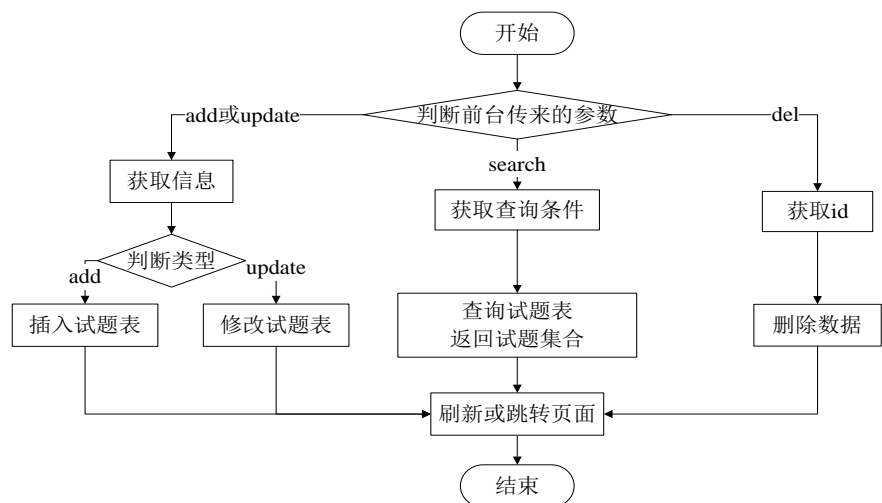 开始
判断前台传来的参数
add或update
del
search
获取信息
获取查询条件
获取id
判断类型
add
update
插入试题表
修改试题表
查询试题表
返回试题集合
删除数据
刷新或跳转页面
结束